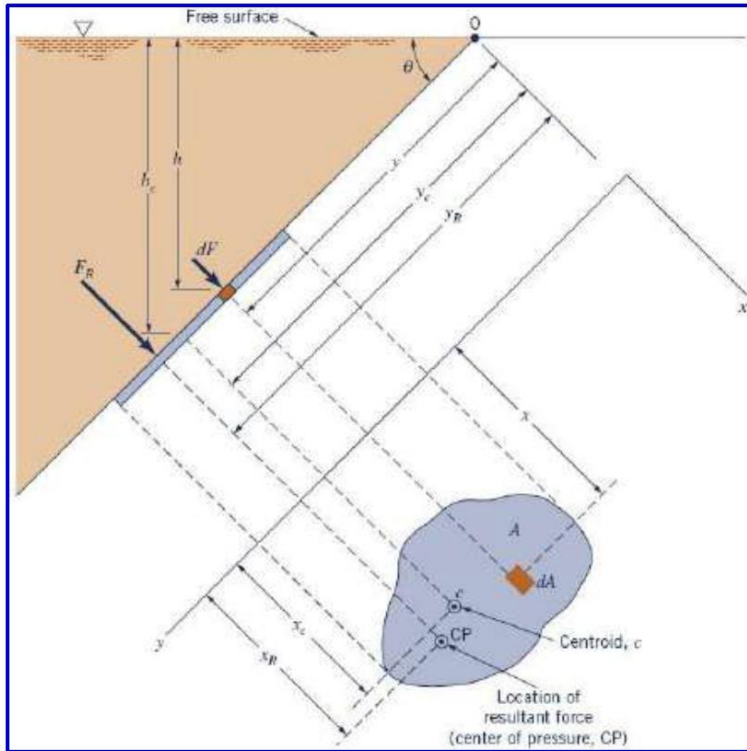 Free surface
O
θ
h
h_c
y
y_c
y_R
dF
F_R
x
x
A
dA
c
x_c
y
CP
x_R
Centroid, c
Location of
resultant force
(center of pressure, CP)